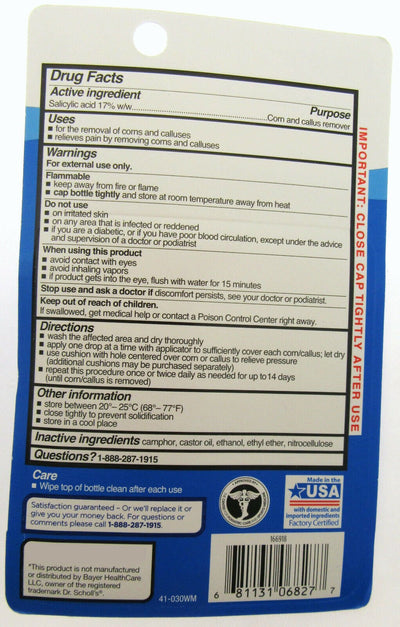 Drug Facts
Active ingredient
Purpose
Salicylic acid 17% w/w..........Corn and callus remover
Uses
▪ for the removal of corns and calluses
▪ relieves pain by removing corns and calluses
Warnings
For external use only.
Flammable
▪ keep away from fire or flame
▪ cap bottle tightly and store at room temperature away from heat
Do not use
▪ on irritated skin
▪ on any area that is infected or reddened
▪ if you are a diabetic, or if you have poor blood circulation, except under the advice
and supervision of a doctor or podiatrist
When using this product
▪ avoid contact with eyes
▪ avoid inhaling vapors
▪ if product gets into the eye, flush with water for 15 minutes
Stop use and ask a doctor if discomfort persists, see your doctor or podiatrist.
Keep out of reach of children.
If swallowed, get medical help or contact a Poison Control Center right away.
Directions
▪ wash the affected area and dry thoroughly
▪ apply one drop at a time with applicator to sufficiently cover each corn/callus; let dry
▪ use cushion with hole centered over corn or callus to relieve pressure
(additional cushions may be purchased separately)
▪ repeat this procedure once or twice daily as needed for up to 14 days
(until corn/callus is removed)
Other information
▪ store between 20°– 25°C (68°– 77°F)
▪ close tightly to prevent solidification
▪ store in a cool place
Inactive ingredients camphor, castor oil, ethanol, ethyl ether, nitrocellulose
Questions? 1-888-287-1915
IMPORTANT: CLOSE CAP TIGHTLY AFTER USE
Care
▪ Wipe top of bottle clean after each use
Satisfaction guaranteed – Or we'll replace it or
give you your money back. For questions or
comments please call 1-888-287-1915.
Made in the
USA
with domestic and
imported ingredients
Factory Certified
*This product is not manufactured
or distributed by Bayer HealthCare
LLC, owner of the registered
trademark Dr. Scholl's®.
41-030WM
166918
6 81131 06827 7